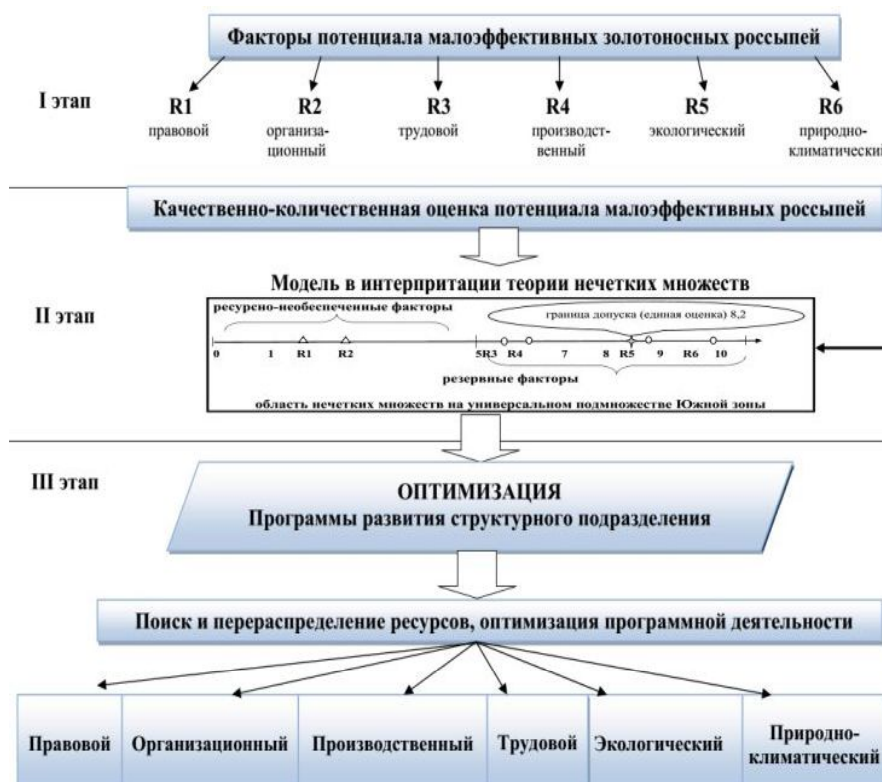 Факторы потенциала малоэффективных золотоносных россыпей
I этап
R1 R2 R3 R4 R5 R6
правовой организа- трудовой производст- экологический природно-
ционный венный климатический
Качественно-количественная оценка потенциала малоэффективных россыпей
Модель в интерпритации теории нечетких множеств
II этап
ресурсно-необеспеченные факторы
граница допуска (единая оценка) 8,2
0 1 R1 R2 5R3 R4 7 8 R5 9 R6 10
резервные факторы
область нечетких множеств на универсальном подмножестве Южной зоны
III этап
ОПТИМИЗАЦИЯ
Программы развития структурного подразделения
Поиск и перераспределение ресурсов, оптимизация программной деятельности
Правовой Организационный Производственный Трудовой Экологический Природно-
климатический